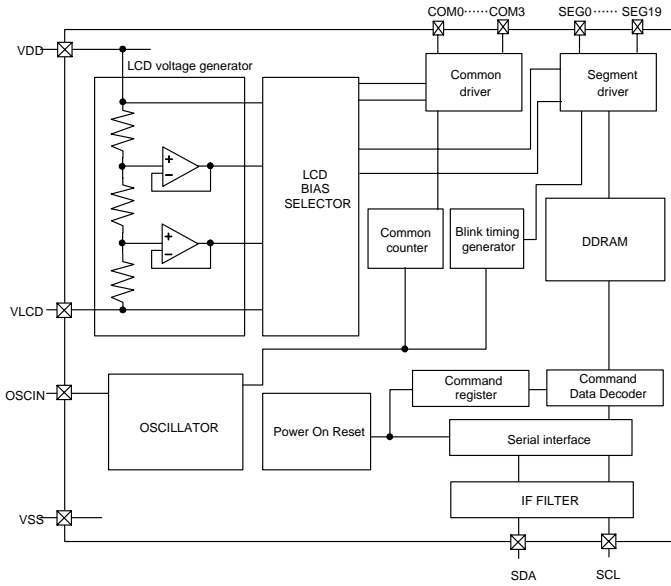 COM0······COM3
SEG0······ SEG19
VDD
LCD voltage generator
Common
driver
Segment
driver
LCD
BIAS
SELECTOR
Common
counter
Blink timing
generator
DDRAM
VLCD
OSCIN
OSCILLATOR
Power On Reset
Command
register
Command
Data Decoder
Serial interface
IF FILTER
VSS
SDA
SCL
+
−
+
−